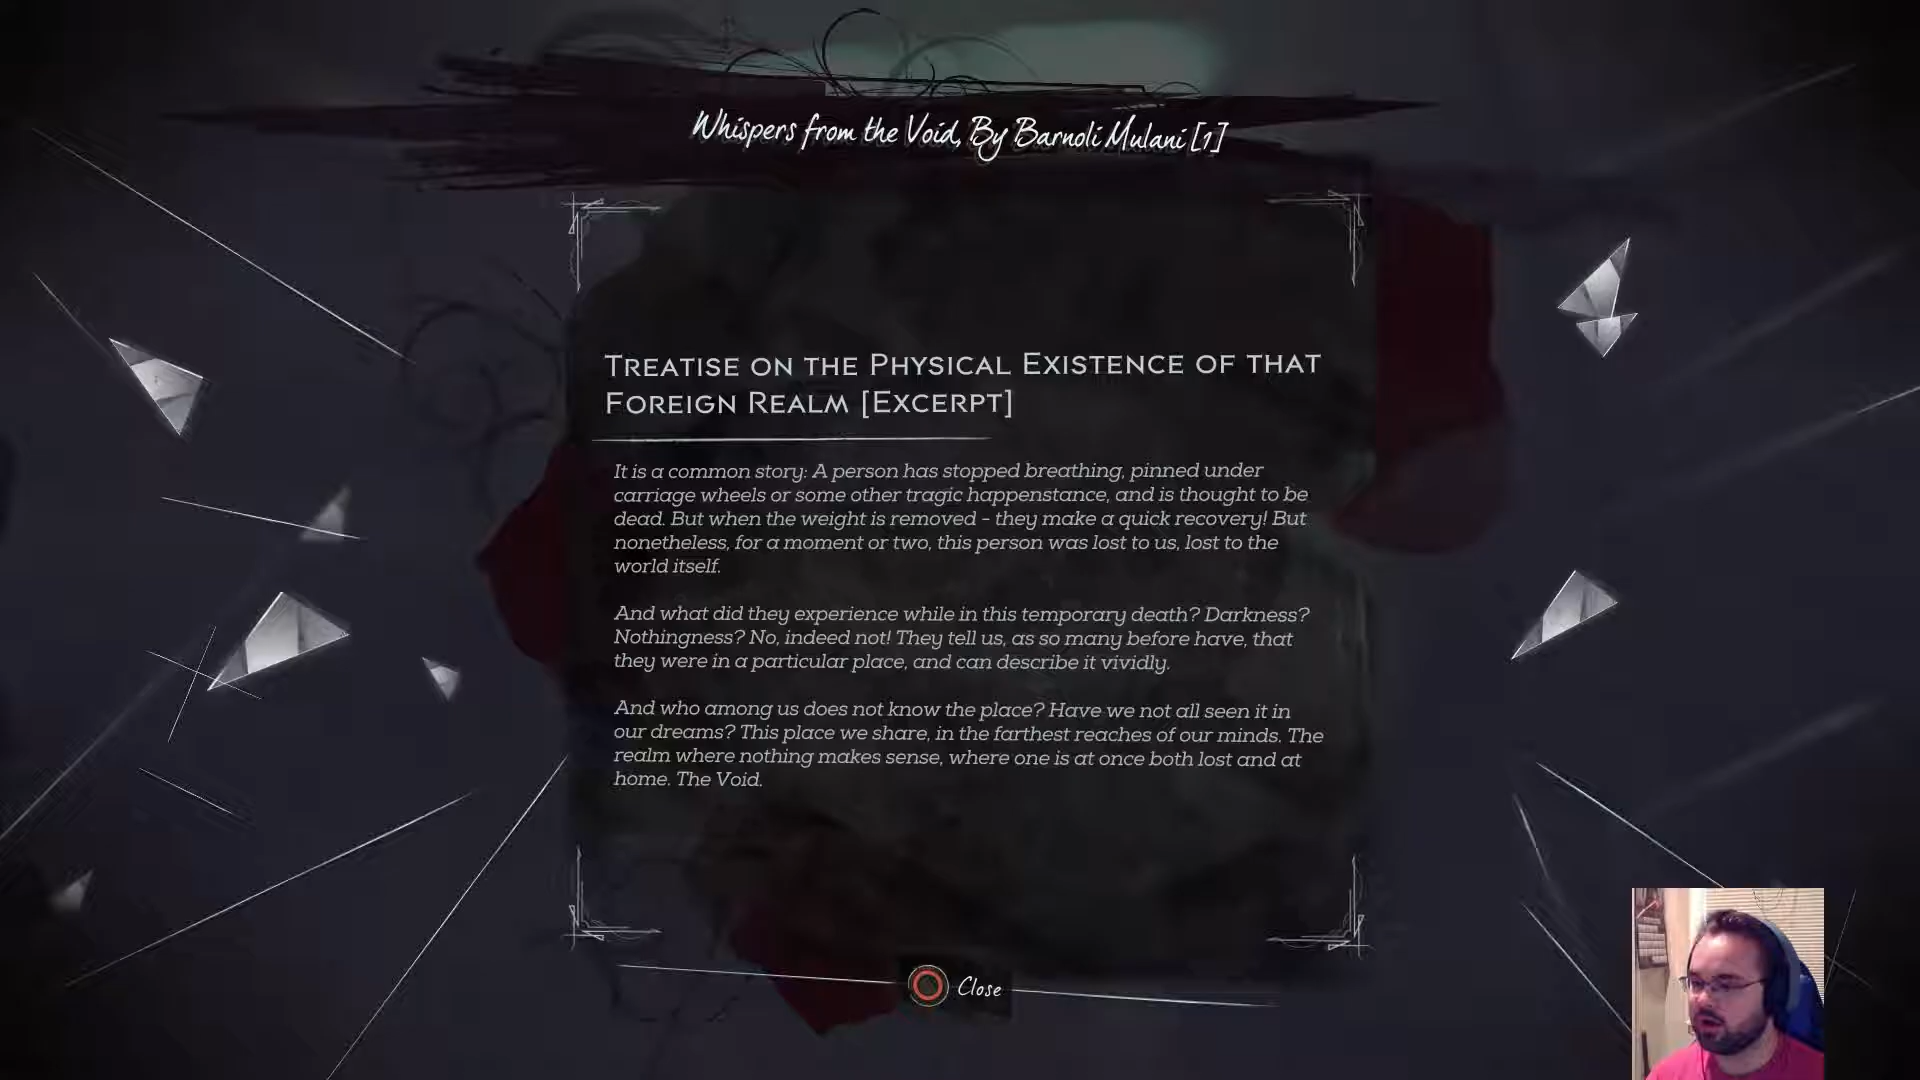 Whispers from the Void, By Barnoli Mulani [1]
Treatise on the Physical Existence of that
Foreign Realm [Excerpt]
It is a common story: A person has stopped breathing, pinned under
carriage wheels or some other tragic happenstance, and is thought to be
dead. But when the weight is removed - they make a quick recovery! But
nonetheless, for a moment or two, this person was lost to us, lost to the
world itself.
And what did they experience while in this temporary death? Darkness?
Nothingness? No, indeed not! They tell us, as so many before have, that
they were in a particular place, and can describe it vividly.
And who among us does not know the place? Have we not all seen it in
our dreams? This place we share, in the farthest reaches of our minds. The
realm where nothing makes sense, where one is at once both lost and at
home. The Void.
Close